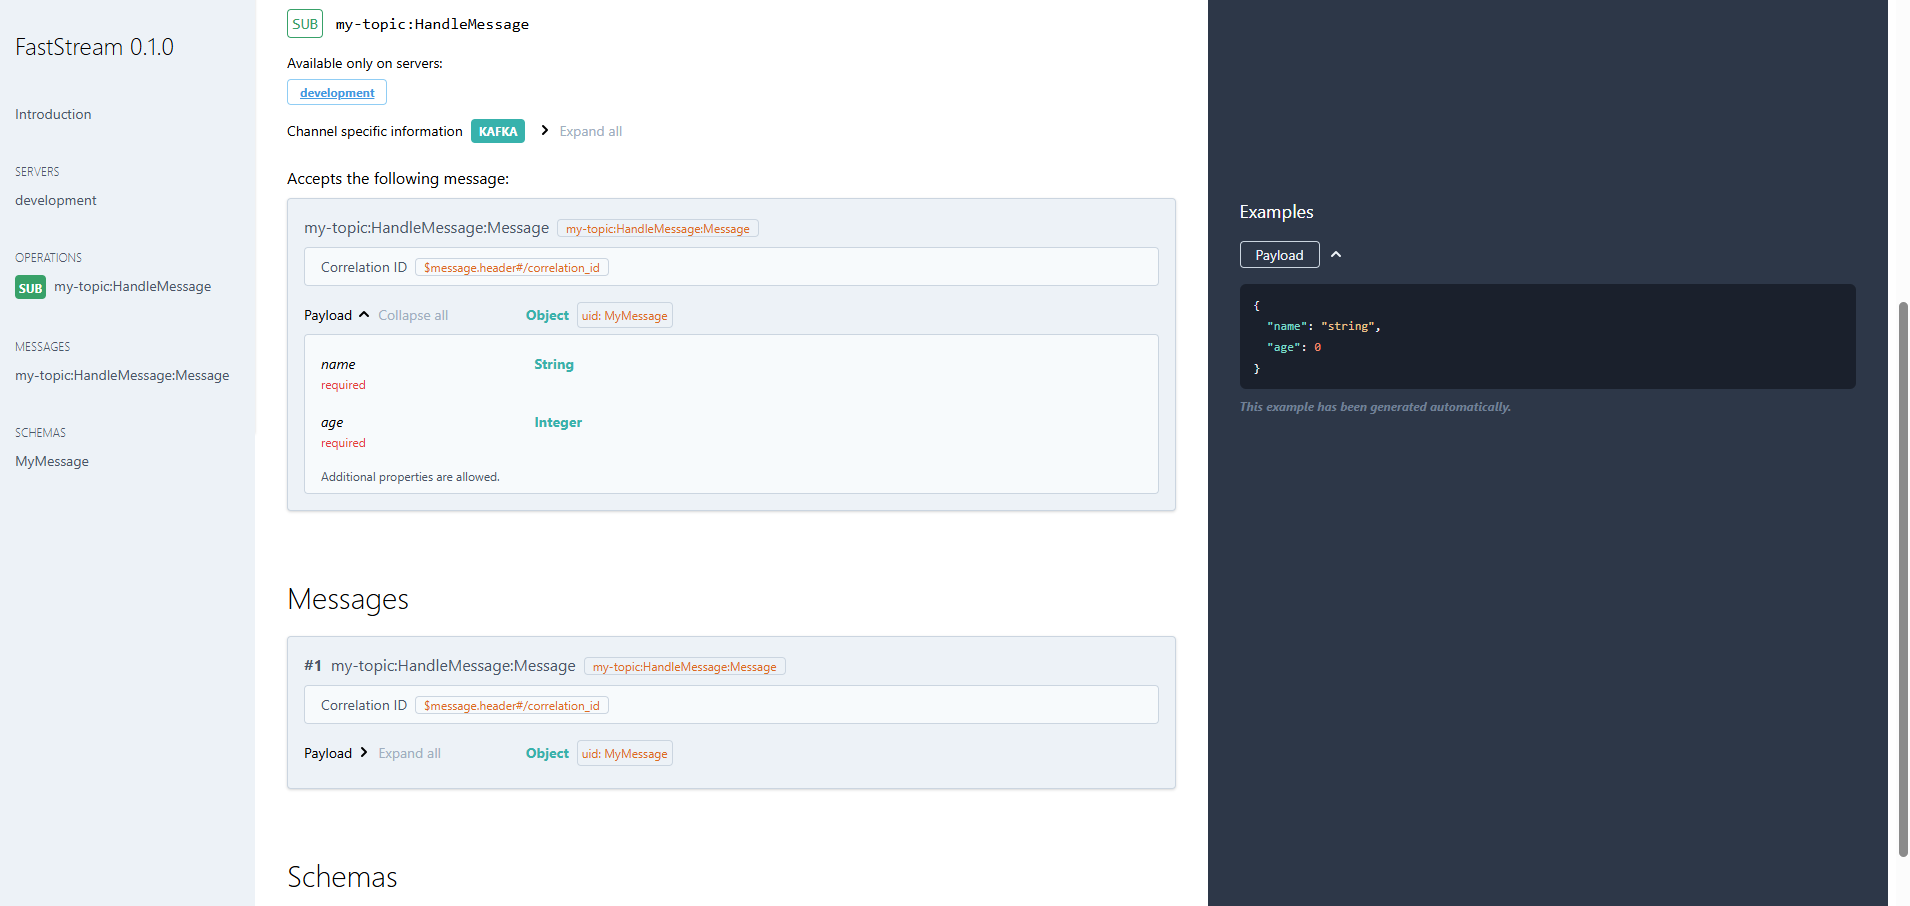 FastStream 0.1.0
Introduction
SERVERS
development
OPERATIONS
SUB my-topic:HandleMessage
MESSAGES
my-topic:HandleMessage:Message
SCHEMAS
MyMessage
SUB my-topic:HandleMessage
Available only on servers:
development
Channel specific information KAFKA Expand all
Accepts the following message:
my-topic:HandleMessage:Message my-topic:HandleMessage:Message
Correlation ID $message.header#/correlation_id
Payload Collapse all Object uid: MyMessage
name String
required
age Integer
required
Additional properties are allowed.
Messages
#1 my-topic:HandleMessage:Message my-topic:HandleMessage:Message
Correlation ID $message.header#/correlation_id
Payload Expand all Object uid: MyMessage
Schemas
Examples
Payload
{
"name": "string",
"age": 0
}
This example has been generated automatically.